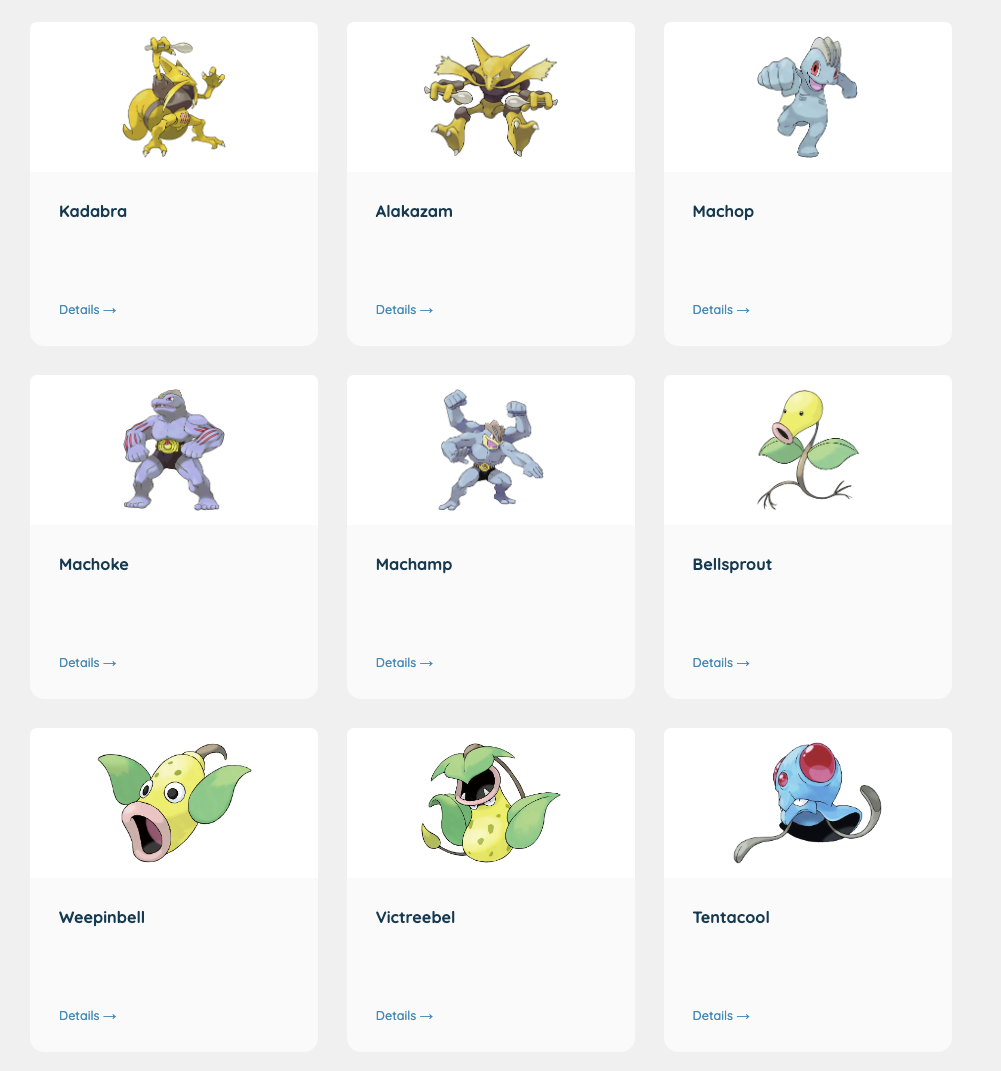 Kadabra
Details →
Alakazam
Details →
Machop
Details →
Machoke
Details →
Machamp
Details →
Bellsprout
Details →
Weepinbell
Details →
Victreebel
Details →
Tentacool
Details →